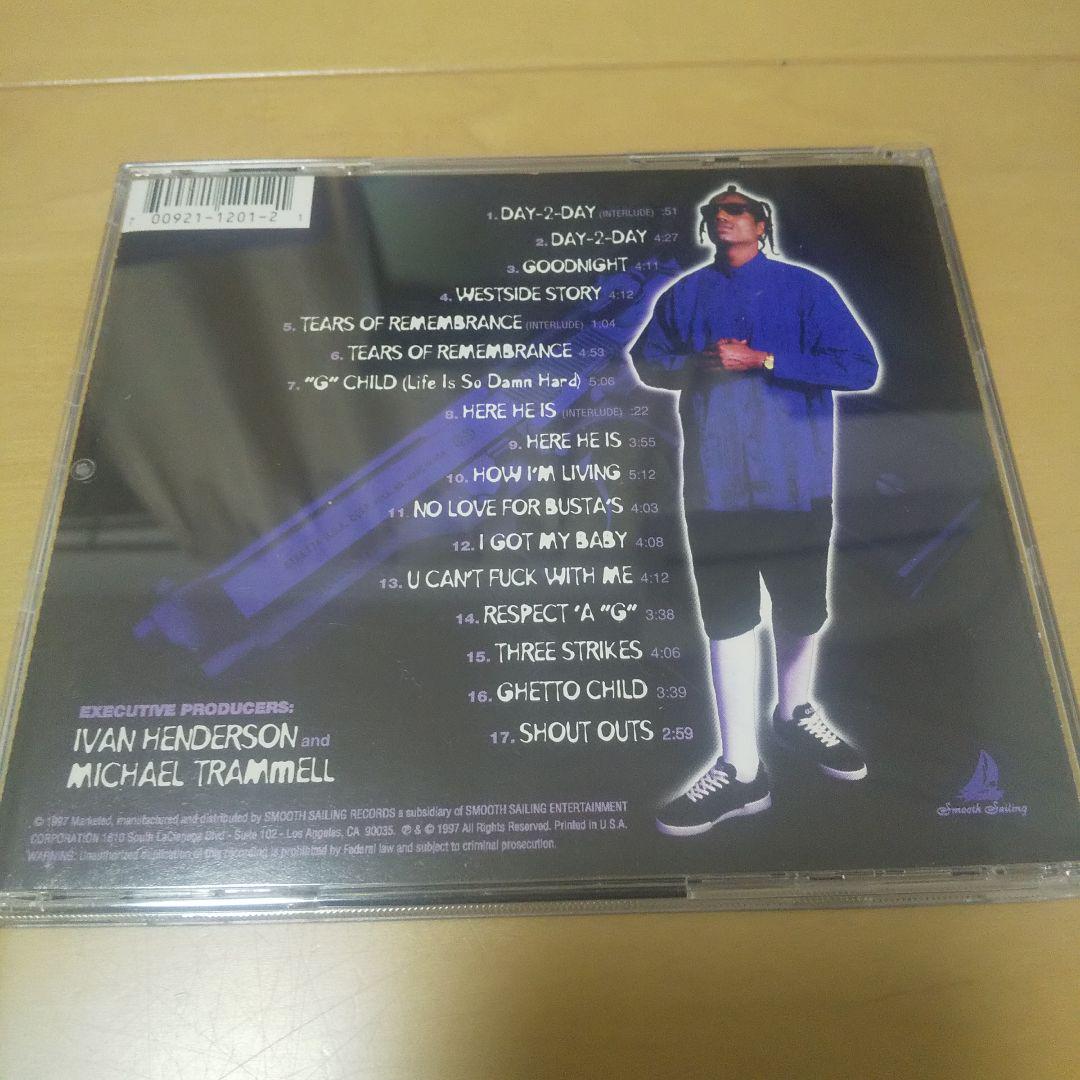 7 00921-1201-2 1
1. DAY-2-DAY (INTERLUDE) :51
2. DAY-2-DAY 4:27
3. GOODNIGHT 4:11
4. WESTSIDE STORY 4:12
5. TEARS OF REMEMBRANCE (INTERLUDE) 1:04
6. TEARS OF REMEMBRANCE 4:53
7. "G" CHILD (Life Is So Damn Hard) 5:06
8. HERE HE IS (INTERLUDE) :22
9. HERE HE IS 3:55
10. HOW I'M LIVING 5:12
11. NO LOVE FOR BUSTA'S 4:03
12. I GOT MY BABY 4:08
13. U CAN'T FUCK WITH ME 4:12
14. RESPECT 'A "G" 3:38
15. THREE STRIKES 4:06
16. GHETTO CHILD 3:39
17. SHOUT OUTS 2:59
EXECUTIVE PRODUCERS:
IVAN HENDERSON and
MICHAEL TRAMMELL
© 1997 Marketed, manufactured and distributed by SMOOTH SAILING RECORDS a subsidiary of SMOOTH SAILING ENTERTAINMENT
CORPORATION 1610 South LaCienega Blvd - Suite 102 - Los Angeles, CA 90035. ℗ & © 1997 All Rights Reserved. Printed in U.S.A.
WARNING: Unauthorized duplication of this recording is prohibited by Federal law and subject to criminal prosecution.
Smooth Sailing